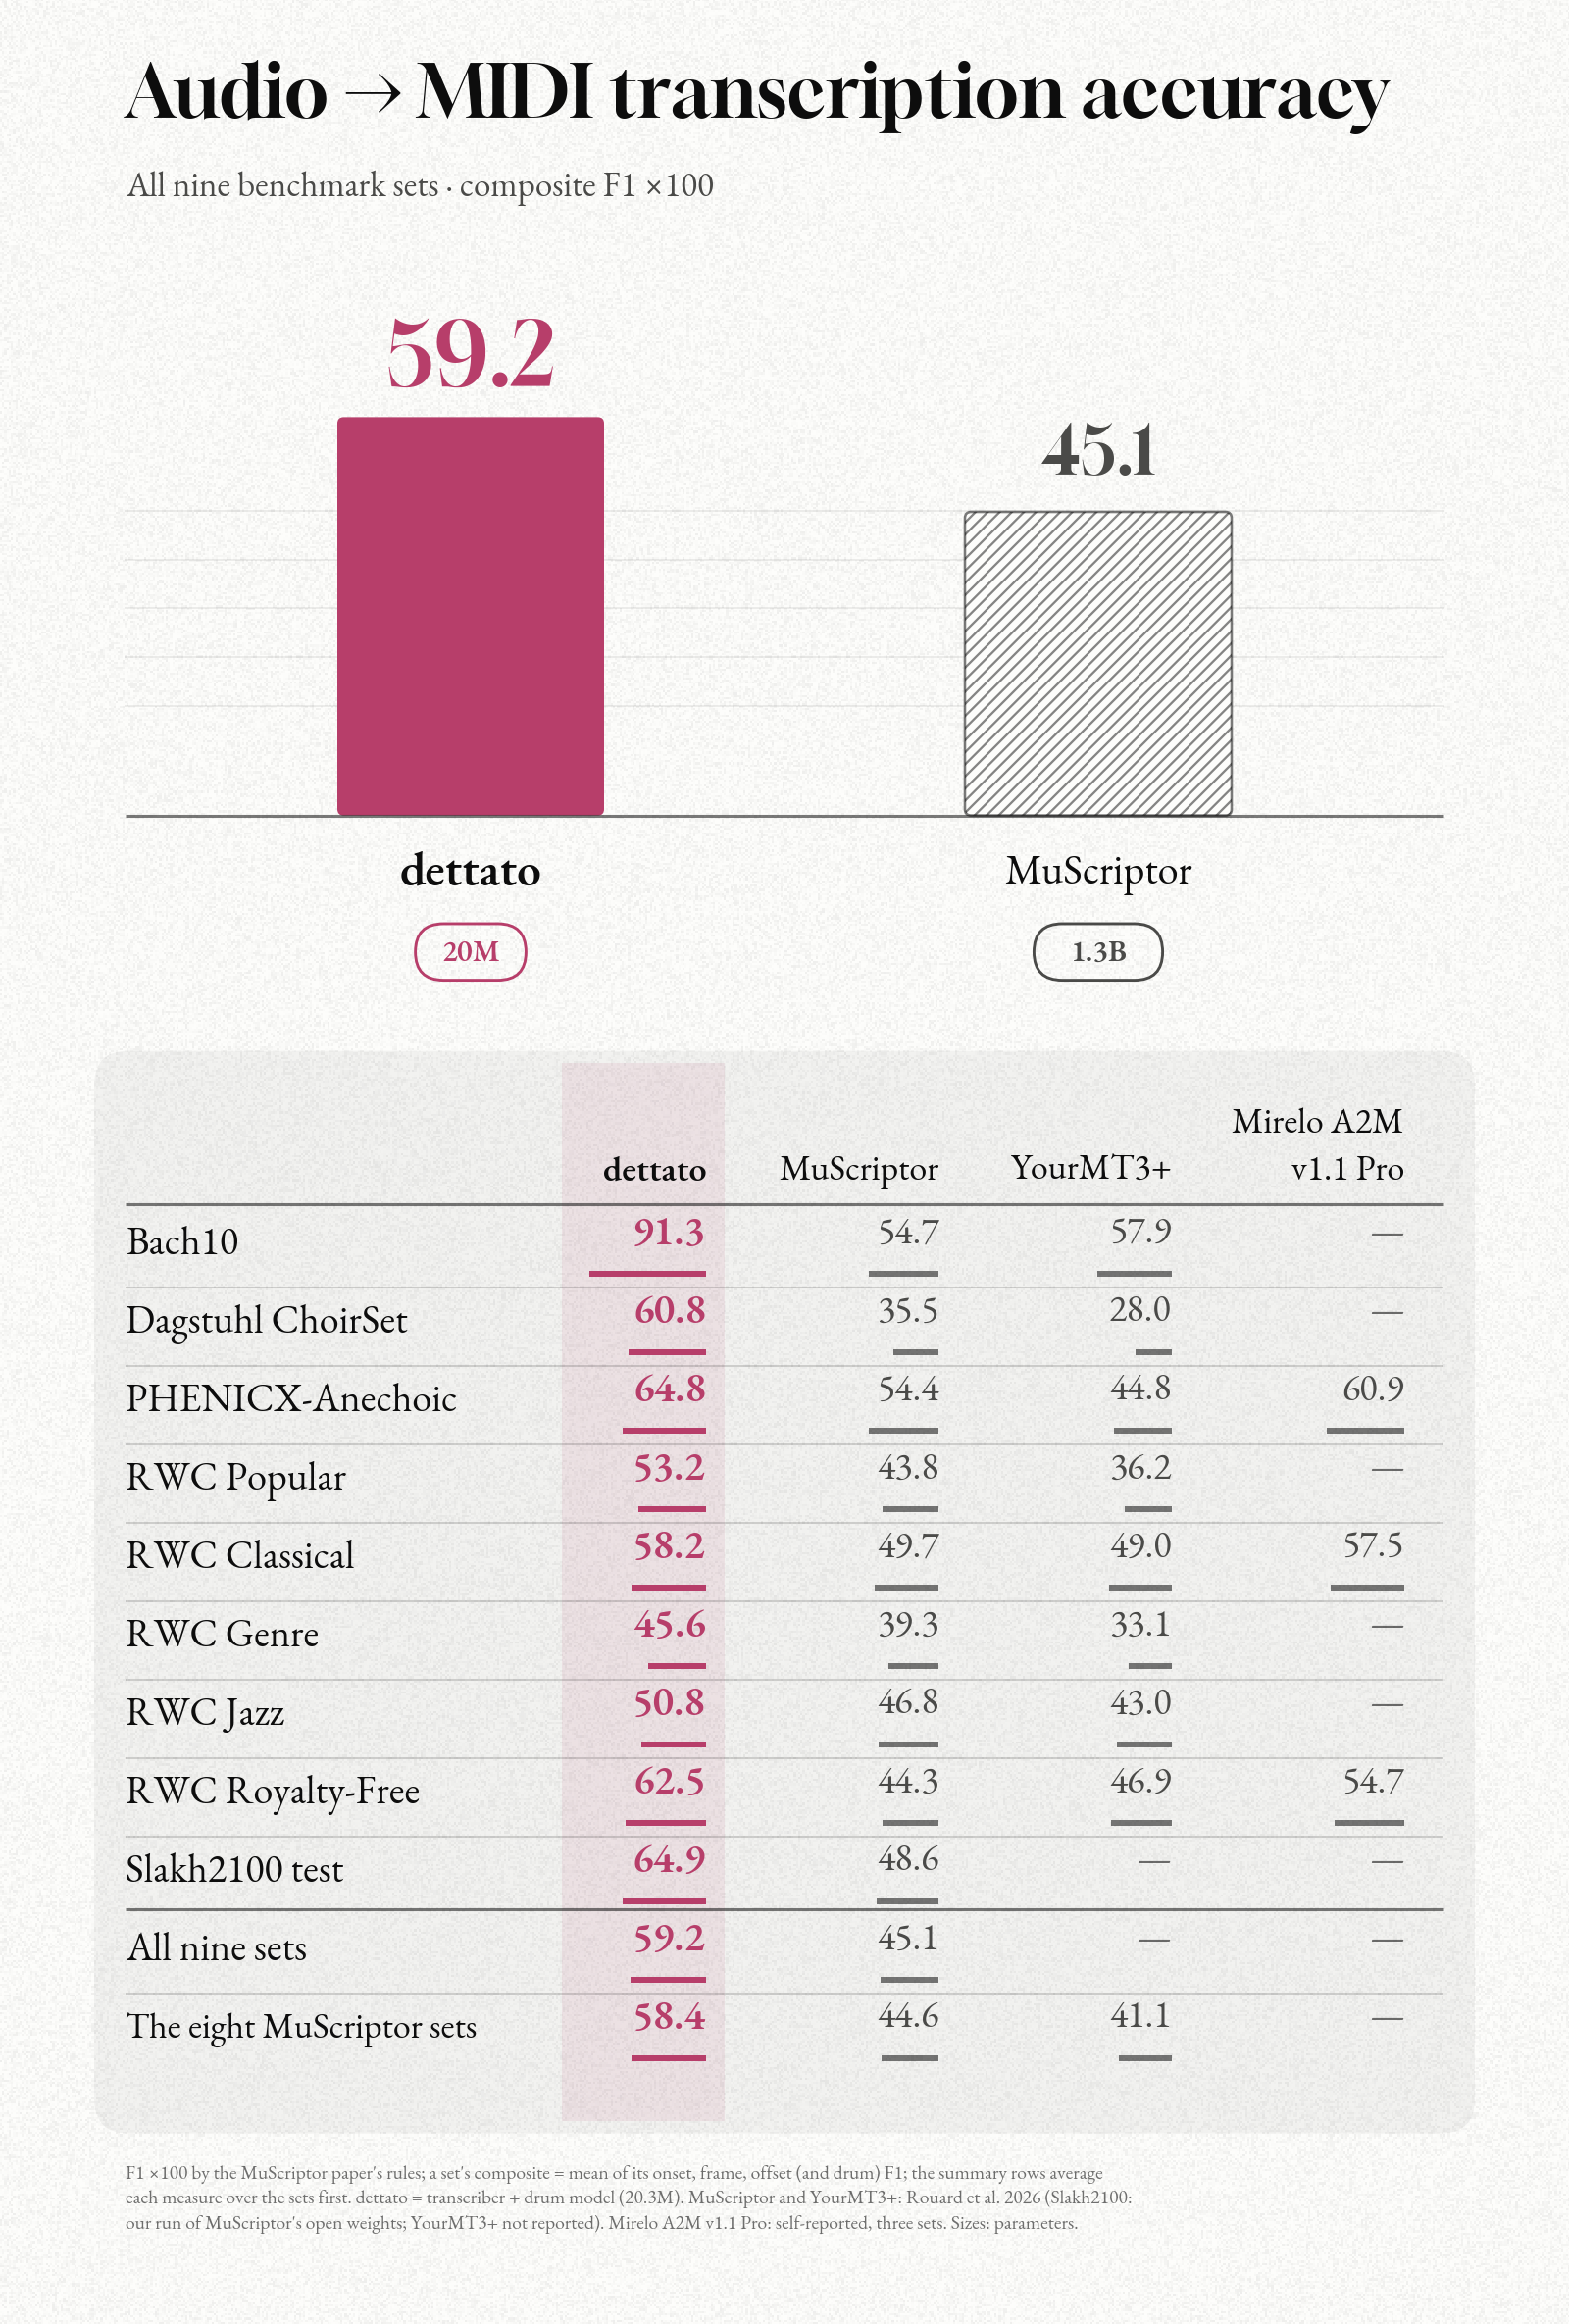 Audio → MIDI transcription accuracy
All nine benchmark sets · composite F1 ×100
59.2
45.1
dettato
MuScriptor
20M
1.3B
Mirelo A2M
dettato MuScriptor YourMT3+ v1.1 Pro
Bach10 91.3 54.7 57.9 —
Dagstuhl ChoirSet 60.8 35.5 28.0 —
PHENICX-Anechoic 64.8 54.4 44.8 60.9
RWC Popular 53.2 43.8 36.2 —
RWC Classical 58.2 49.7 49.0 57.5
RWC Genre 45.6 39.3 33.1 —
RWC Jazz 50.8 46.8 43.0 —
RWC Royalty-Free 62.5 44.3 46.9 54.7
Slakh2100 test 64.9 48.6 — —
All nine sets 59.2 45.1 — —
The eight MuScriptor sets 58.4 44.6 41.1 —
F1 ×100 by the MuScriptor paper's rules; a set's composite = mean of its onset, frame, offset (and drum) F1; the summary rows average
each measure over the sets first. dettato = transcriber + drum model (20.3M). MuScriptor and YourMT3+: Rouard et al. 2026 (Slakh2100:
our run of MuScriptor's open weights; YourMT3+ not reported). Mirelo A2M v1.1 Pro: self-reported, three sets. Sizes: parameters.